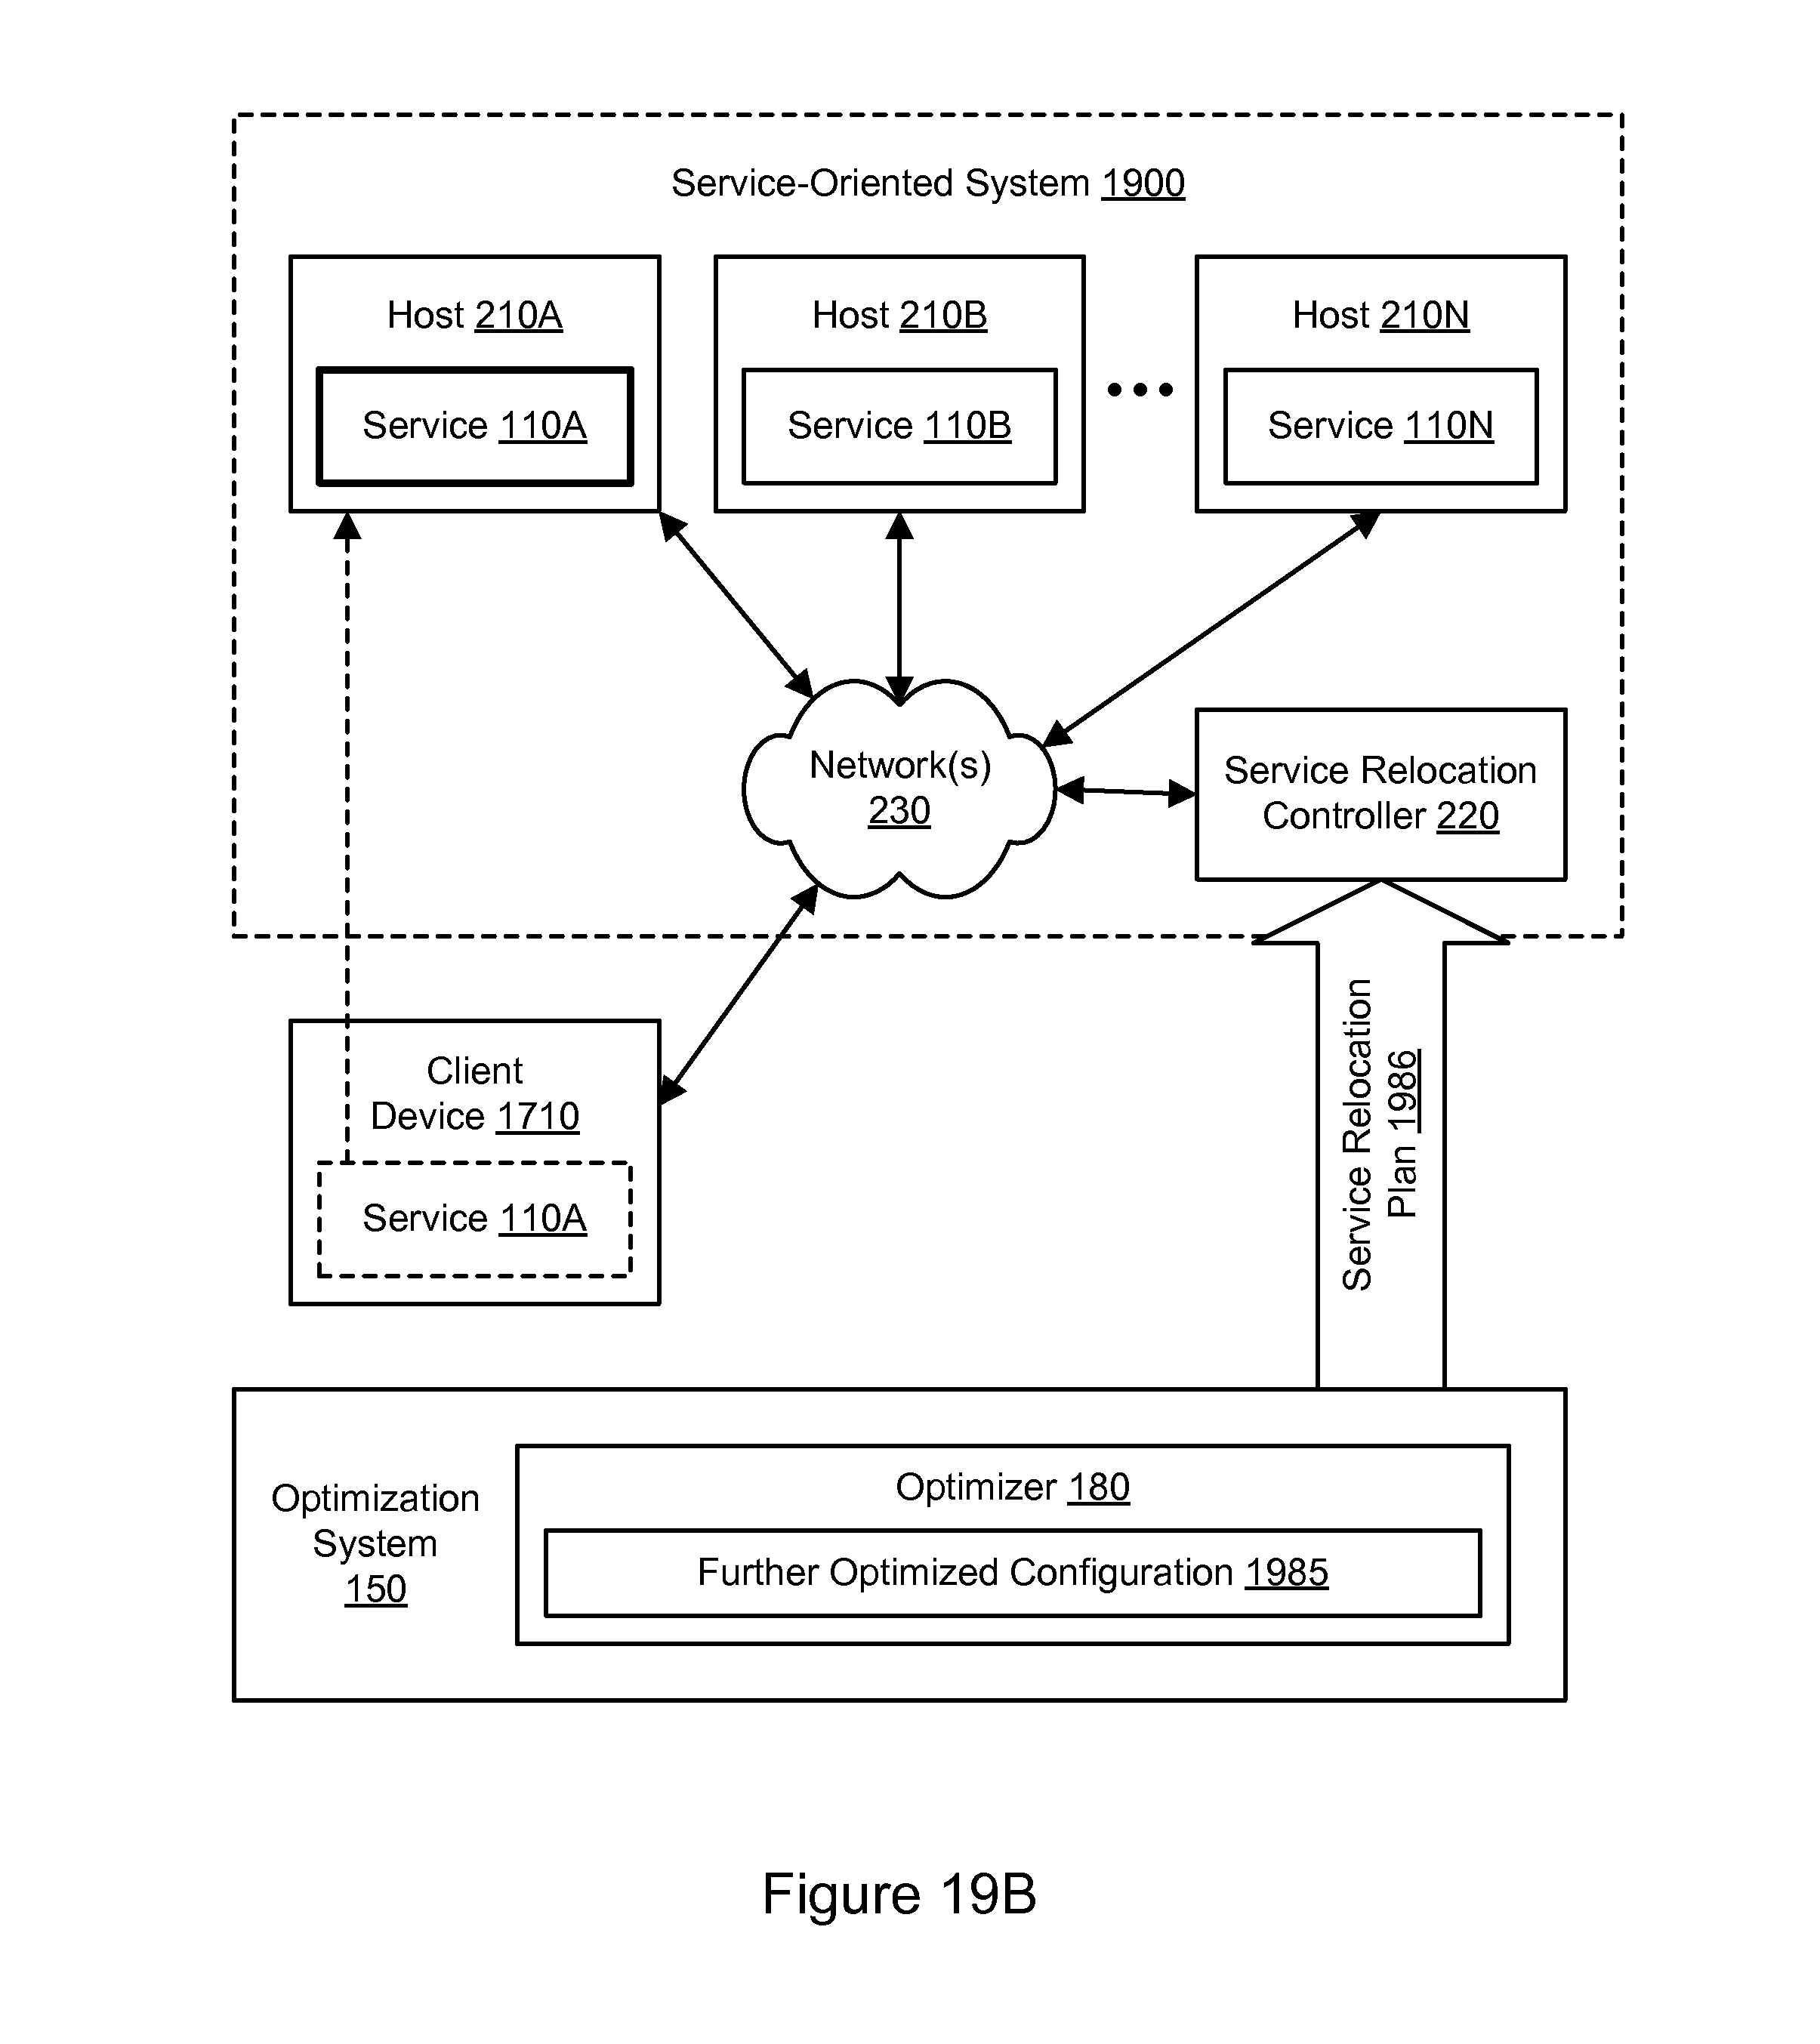 Service-Oriented System 1900
Host 210A
Service 110A
Host 210B
Service 110B
Host 210N
Service 110N
Network(s)
230
Service Relocation
Controller 220
Client
Device 1710
Service 110A
Service Relocation
Plan 1986
Optimization
System
150
Optimizer 180
Further Optimized Configuration 1985
Figure 19B